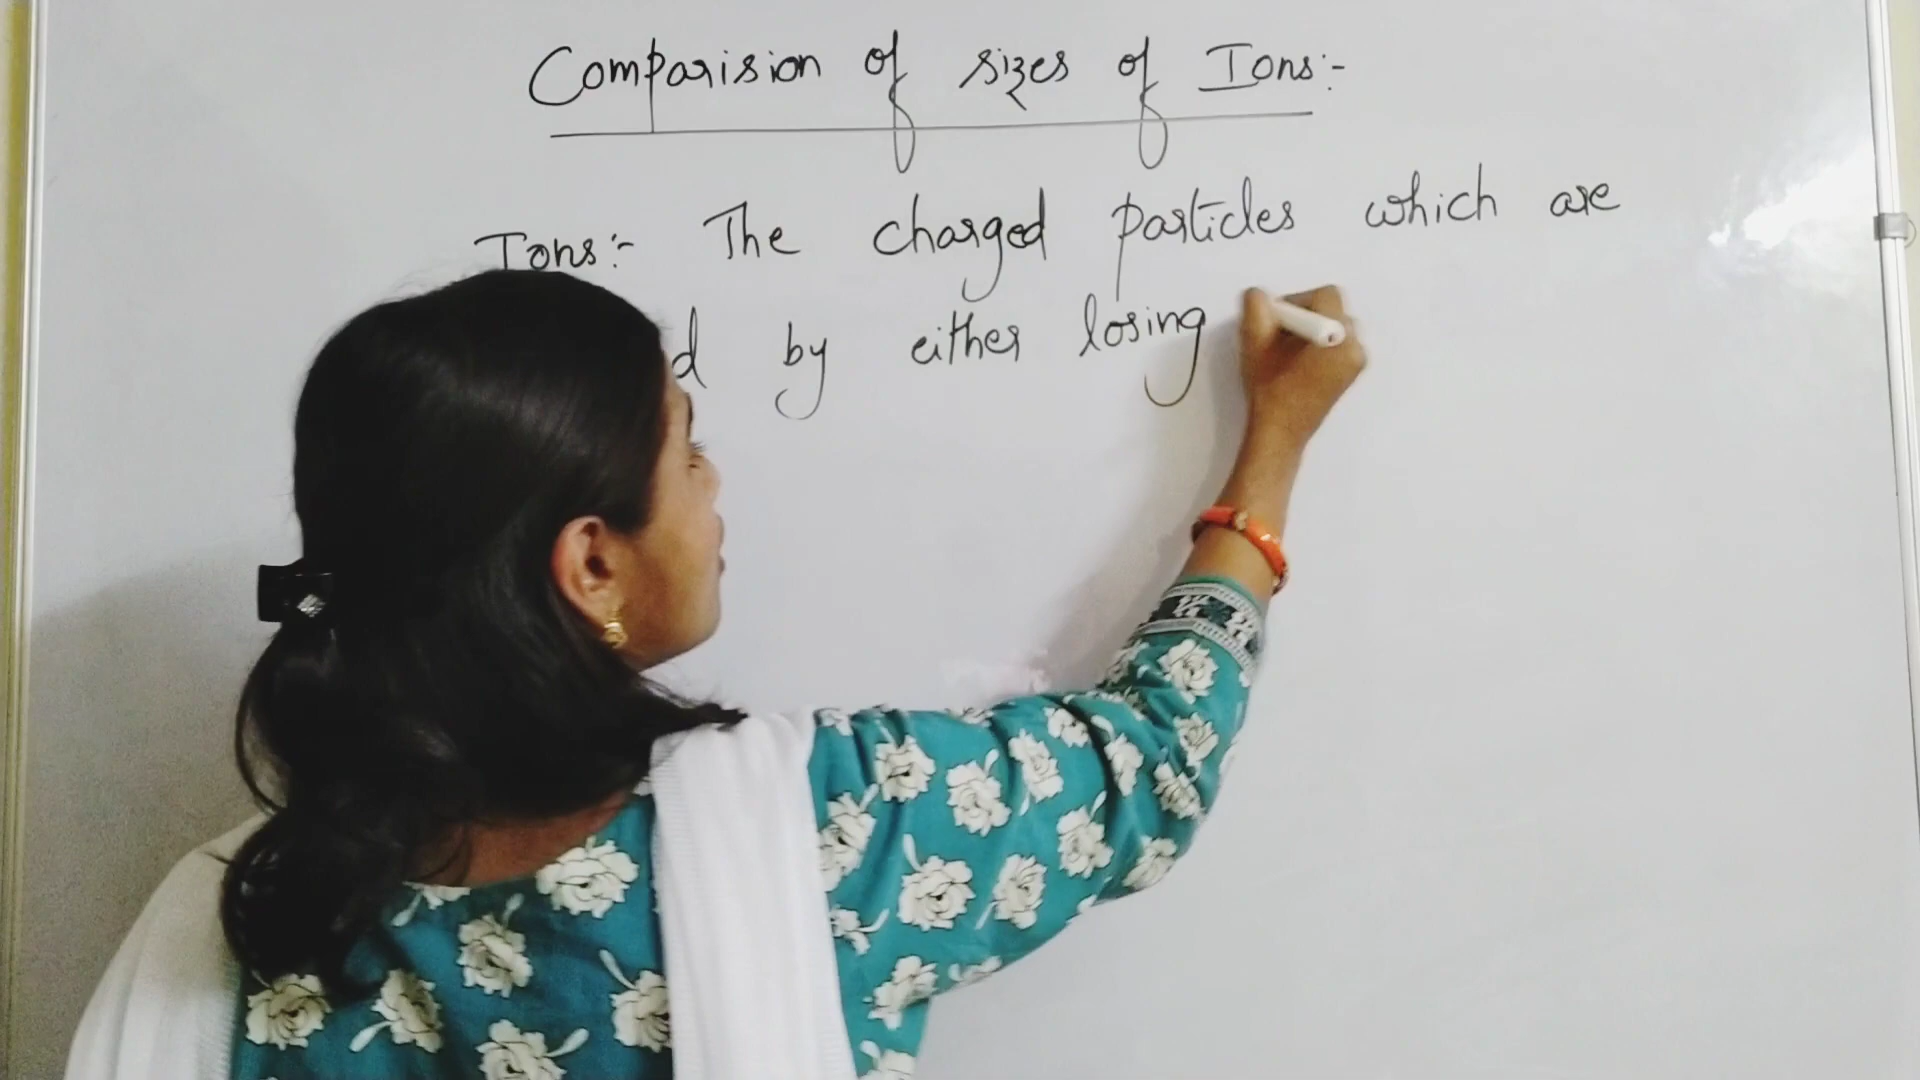 Comparision of sizes of Ions:-
Ions:- The charged particles which are
by either losing